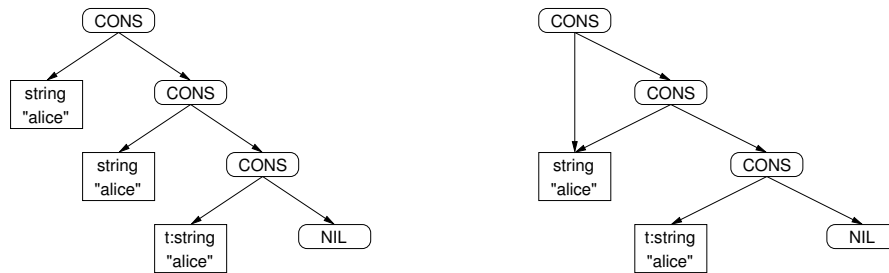 CONS
string
"alice"
CONS
string
"alice"
CONS
t:string
"alice"
NIL
CONS
CONS
string
"alice"
CONS
t:string
"alice"
NIL